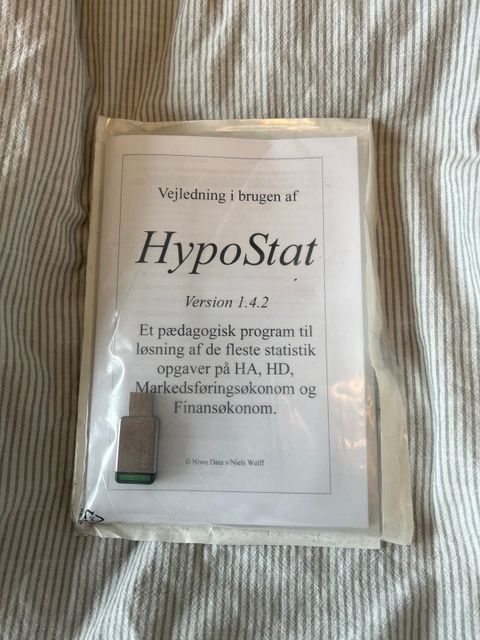 Vejledning i brugen af
HypoStat
Version 1.4.2
Et pædagogisk program til
løsning af de fleste statistik
opgaver på HA, HD,
Markedsføringsøkonom og
Finansøkonom.
© Niwu Data v/Niels Wulff